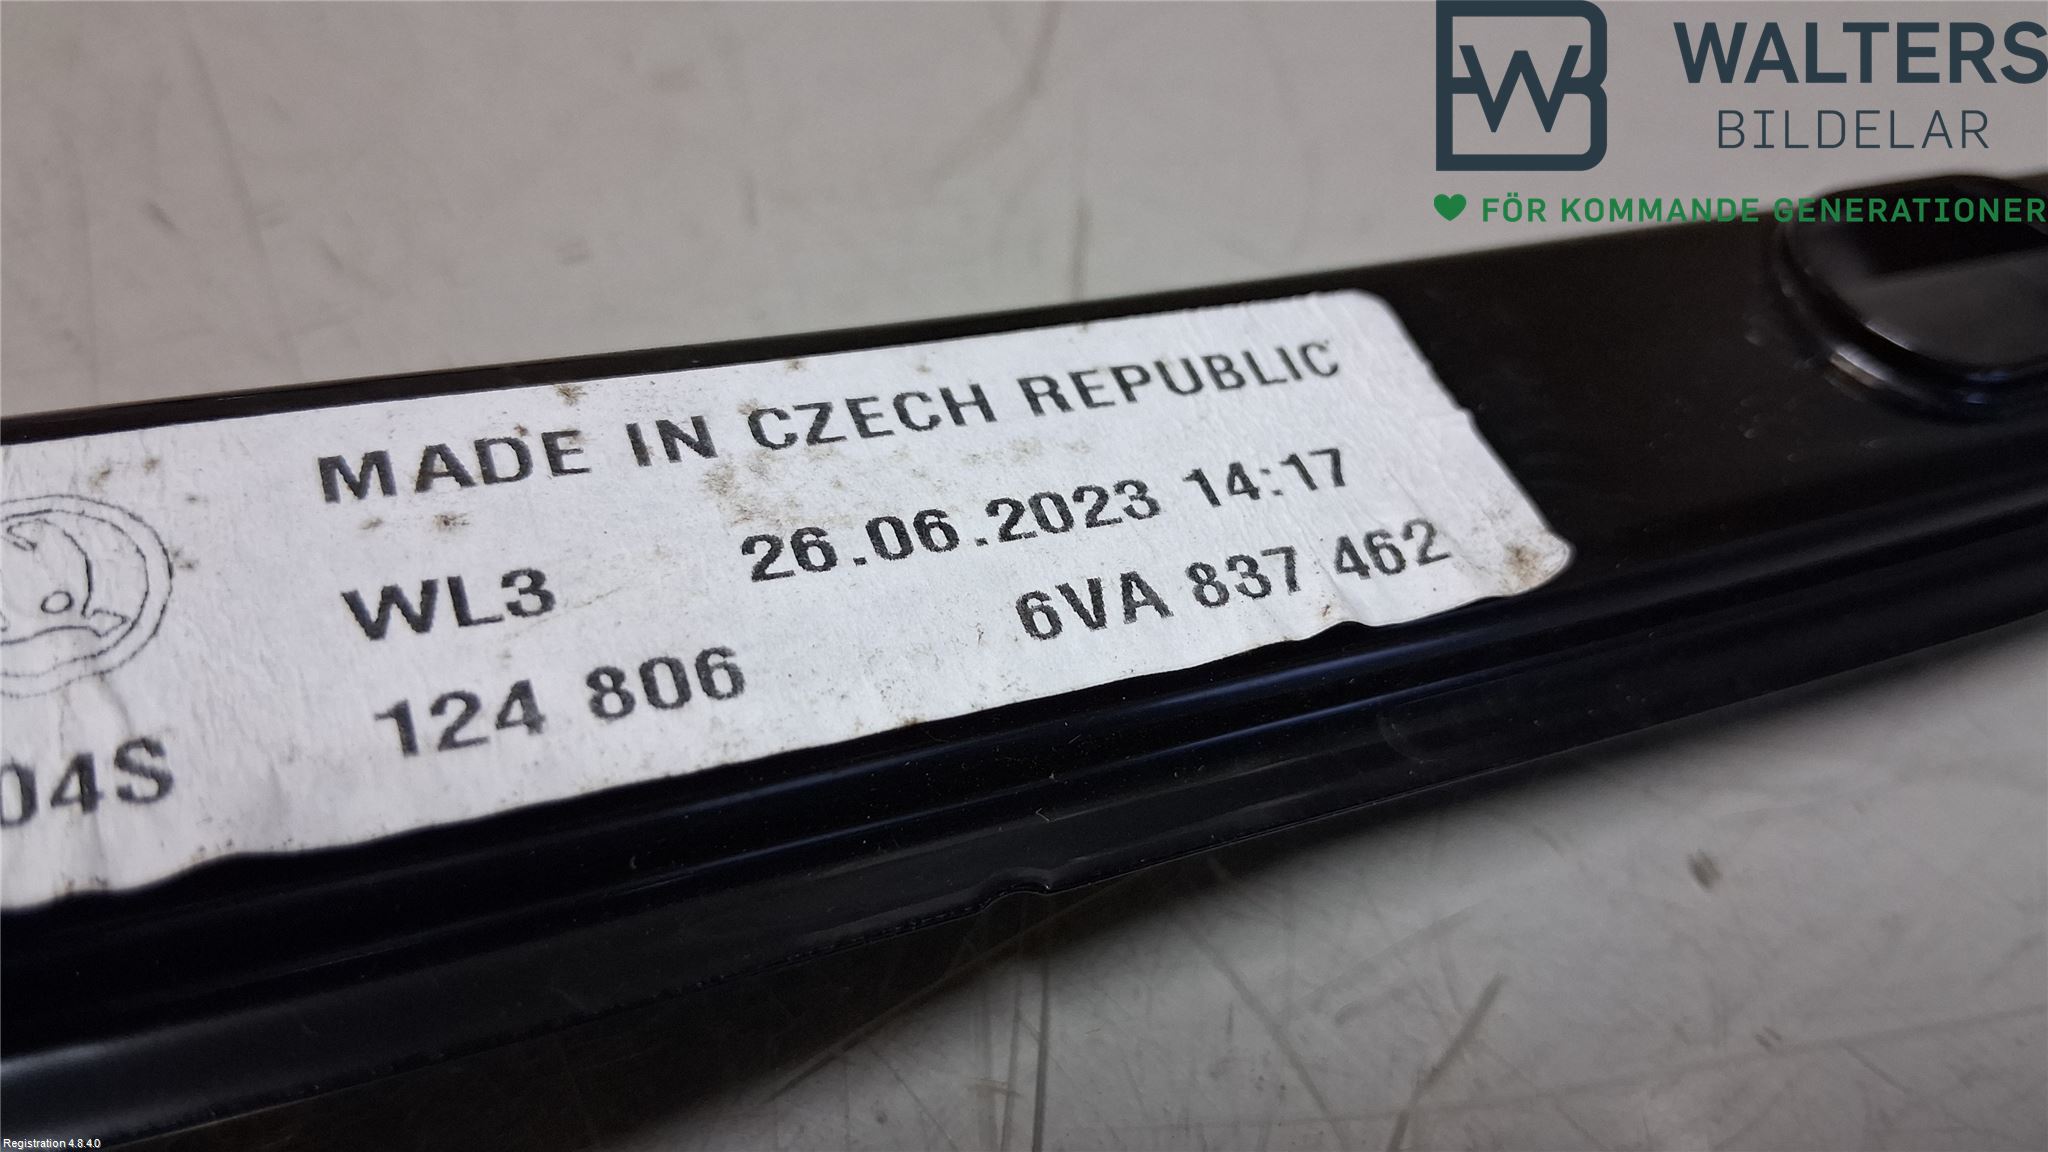 WALTERS
BILDELAR
FÖR KOMMANDE GENERATIONER
MADE IN CZECH REPUBLIC
WL3 26.06.2023 14:17
04S 124 806 6VA 837 462
Registration 4.8.4.0